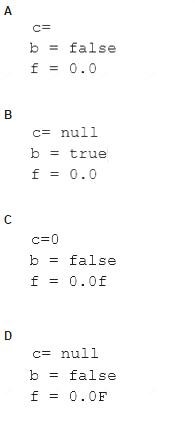 A
c=
b = false
f = 0.0
B
c= null
b = true
f = 0.0
C
c=0
b = false
f = 0.0f
D
c= null
b = false
f = 0.0F